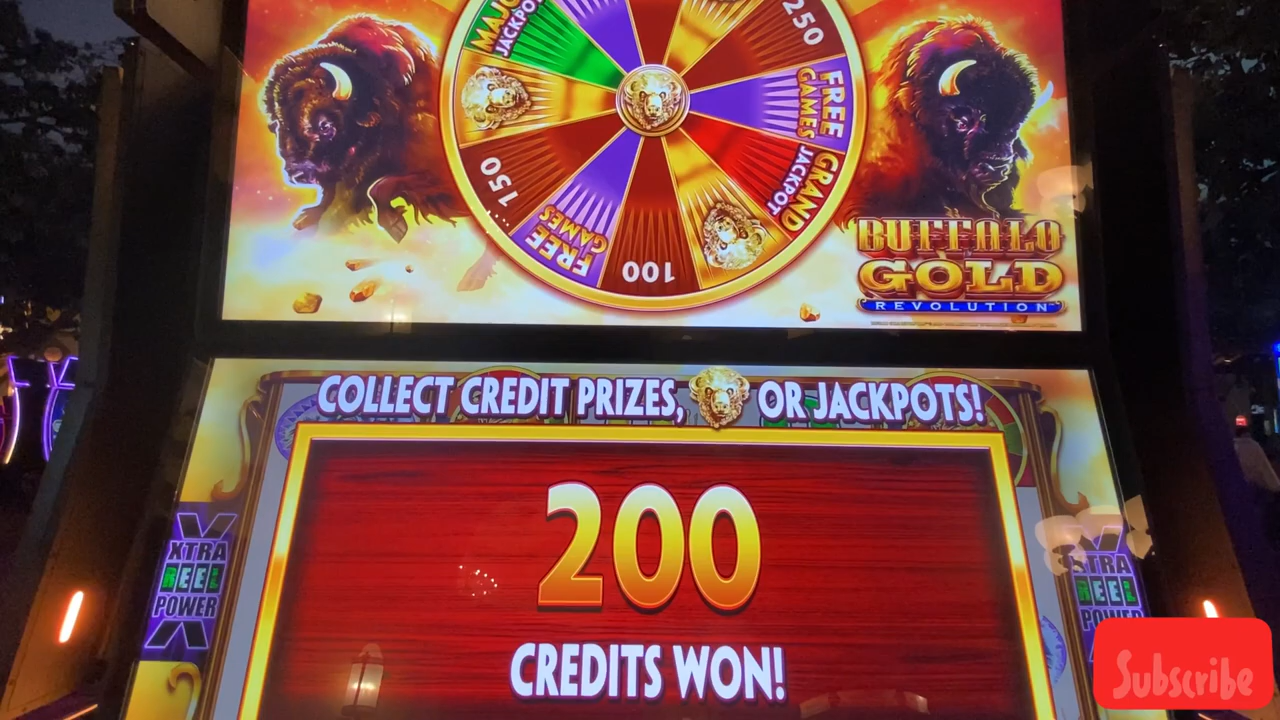 MAJOR
JACKPOT
250
FREE
GAMES
GRAND
JACKPOT
100
FREE
GAMES
150
BUFFALO
GOLD
REVOLUTION
COLLECT CREDIT PRIZES, OR JACKPOTS!
200
CREDITS WON!
XTRA
REEL
POWER
XTRA
REEL
POWER
Subscribe